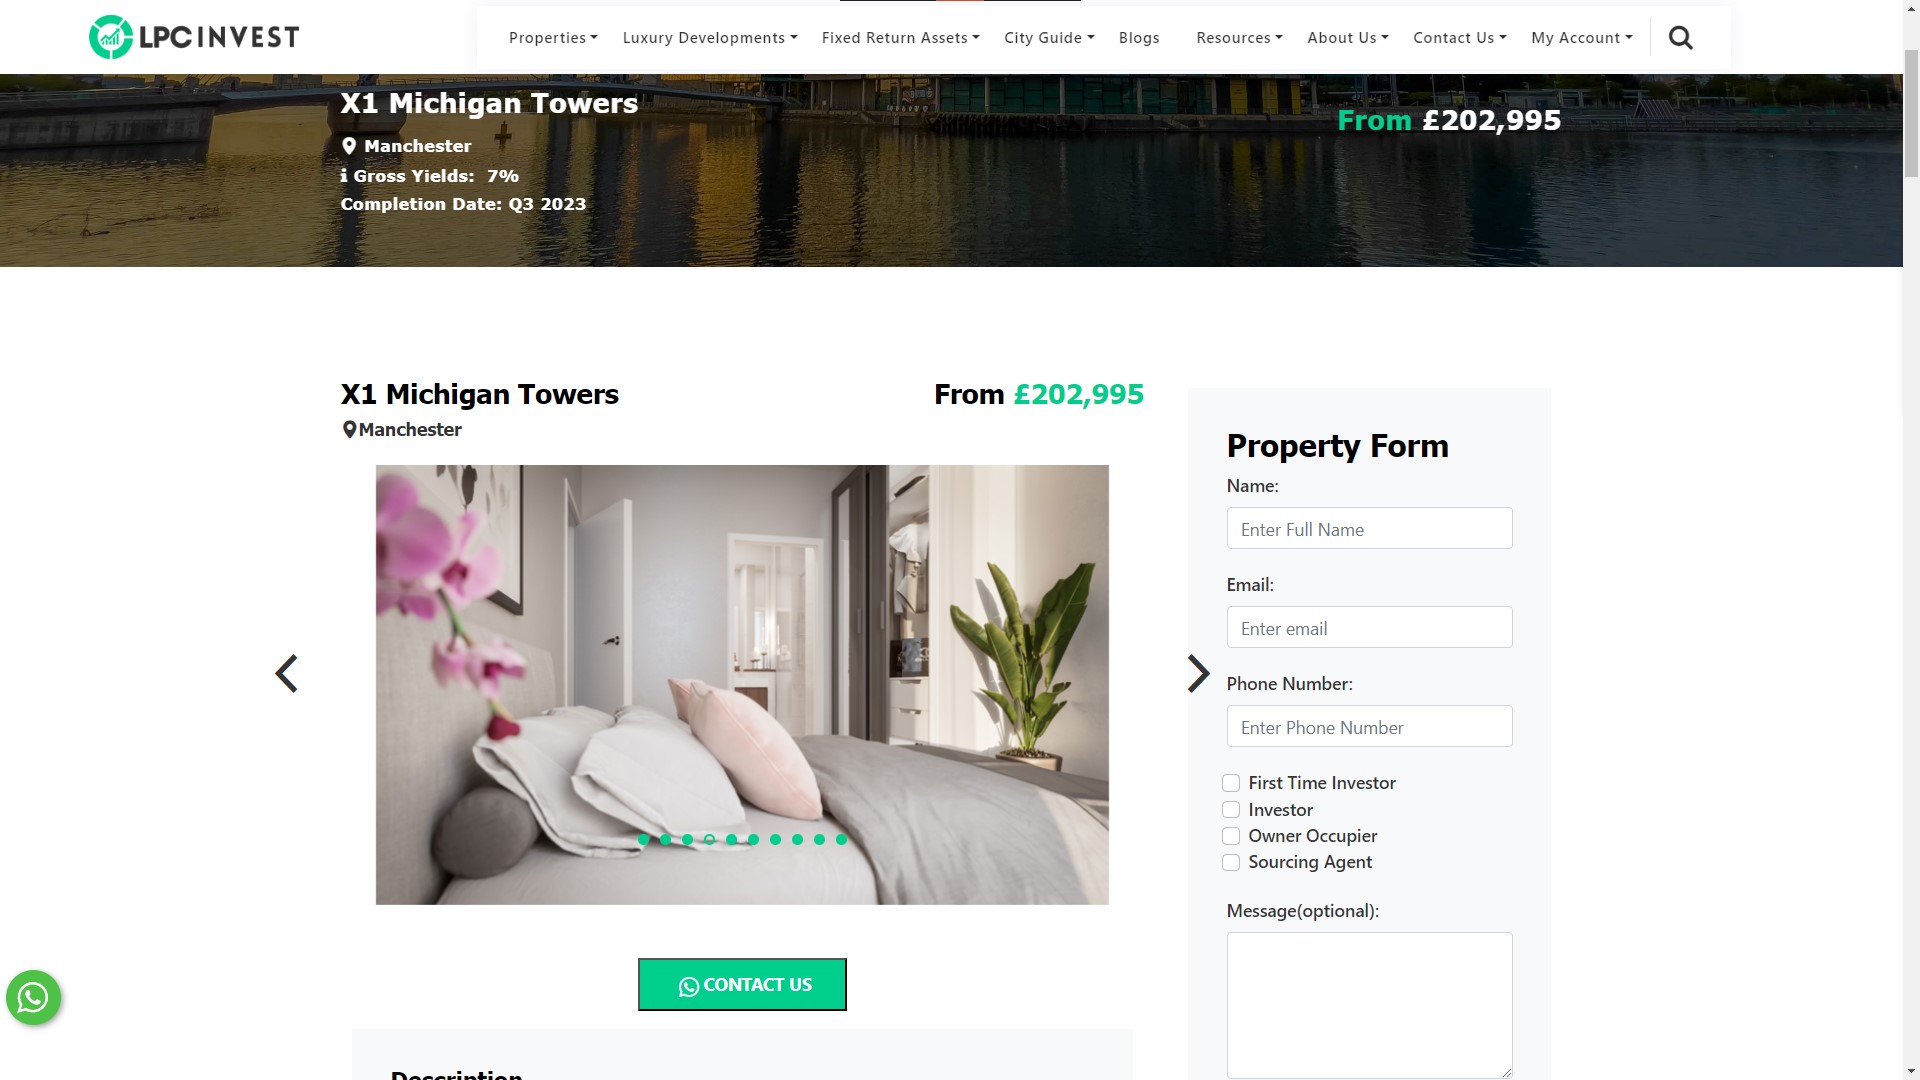 LPC INVEST
Properties
Luxury Developments
Fixed Return Assets
City Guide
Blogs
Resources
About Us
Contact Us
My Account
X1 Michigan Towers
Manchester
Gross Yields: 7%
Completion Date: Q3 2023
From £202,995
X1 Michigan Towers
From £202,995
Manchester
CONTACT US
Description
Property Form
Name:
Enter Full Name
Email:
Enter email
Phone Number:
Enter Phone Number
First Time Investor
Investor
Owner Occupier
Sourcing Agent
Message(optional):